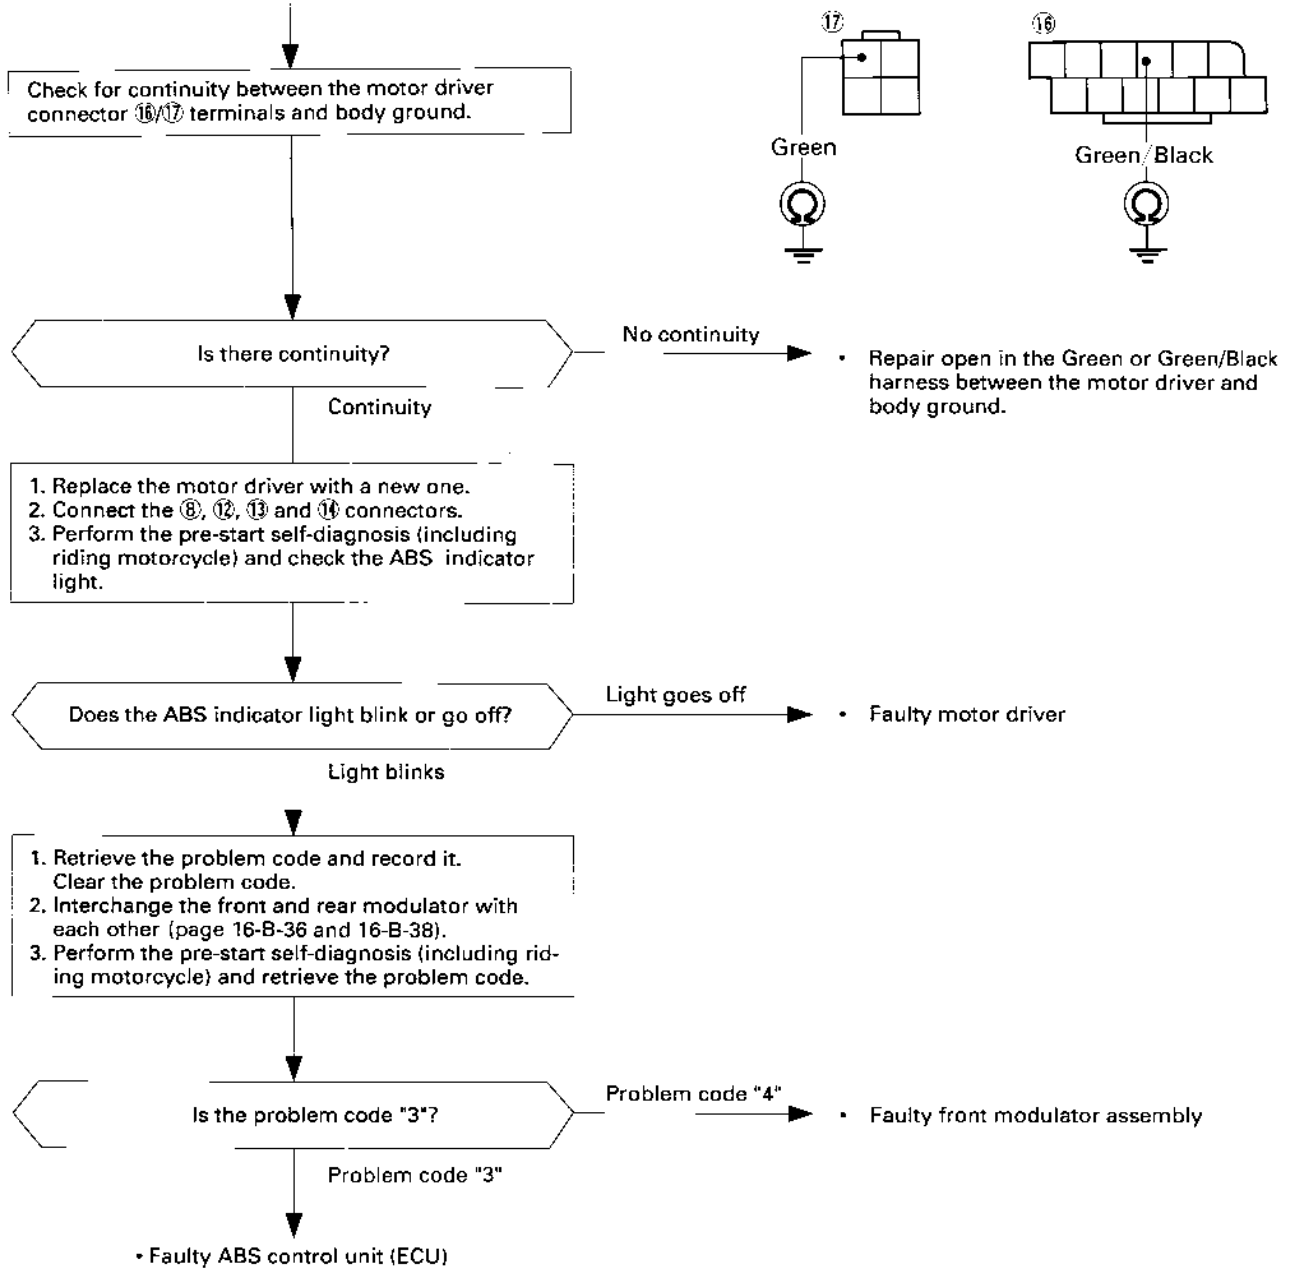 ⑰
⑯
Check for continuity between the motor driver
connector ⑯/⑰ terminals and body ground.
Green
Green/Black
Ω
Ω
Is there continuity?
No continuity
• Repair open in the Green or Green/Black
harness between the motor driver and
body ground.
Continuity
1. Replace the motor driver with a new one.
2. Connect the ⑧, ⑫, ⑬ and ⑭ connectors.
3. Perform the pre-start self-diagnosis (including
riding motorcycle) and check the ABS indicator
light.
Does the ABS indicator light blink or go off?
Light goes off
• Faulty motor driver
Light blinks
1. Retrieve the problem code and record it.
Clear the problem code.
2. Interchange the front and rear modulator with
each other (page 16-B-36 and 16-B-38).
3. Perform the pre-start self-diagnosis (including rid-
ing motorcycle) and retrieve the problem code.
Is the problem code "3"?
Problem code "4"
• Faulty front modulator assembly
Problem code "3"
• Faulty ABS control unit (ECU)